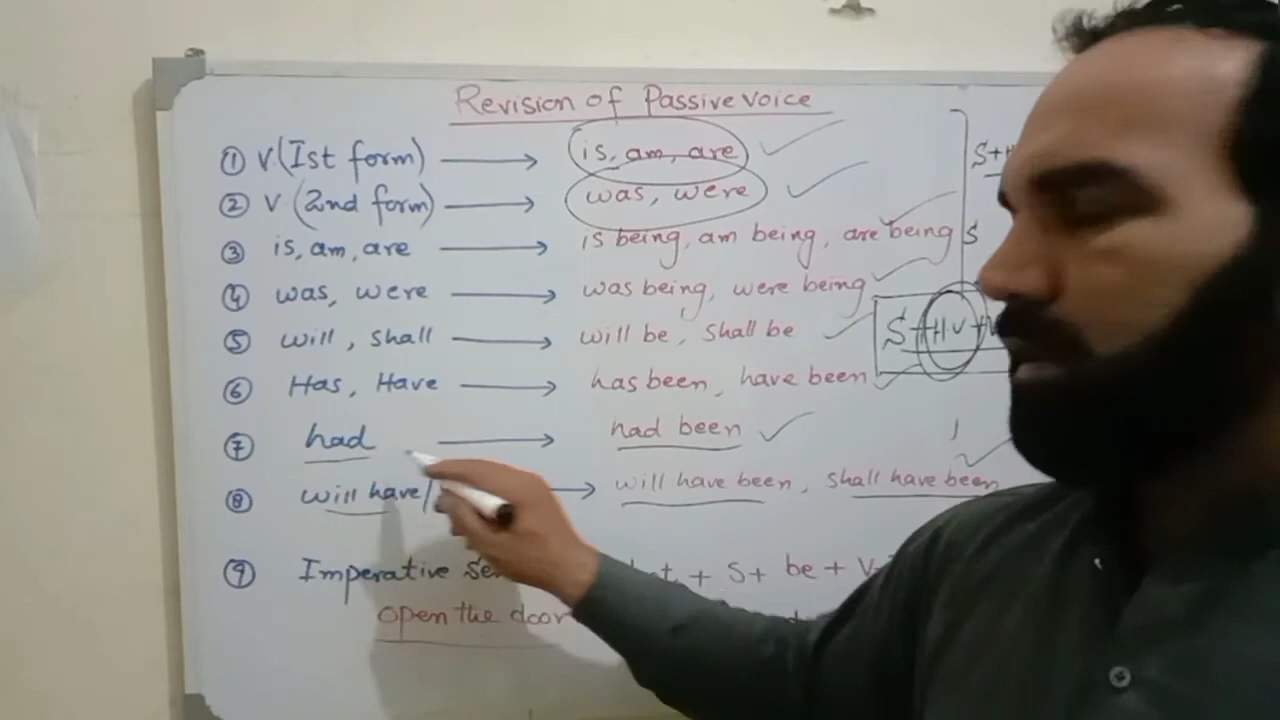 Revision of Passive voice
① V (Ist form) → is, am, are ✓
② V (2nd form) → was, were ✓
③ is, am, are → is being, am being, are being ✓
④ was, were → was being, were being ✓
⑤ will, shall → will be, shall be ✓
⑥ Has, Have → has been, have been ✓
⑦ had → had been ✓
⑧ will have/ → will have been, shall have been ✓
⑨ Imperative + S + be +
open the door
S+
S
S+HV+